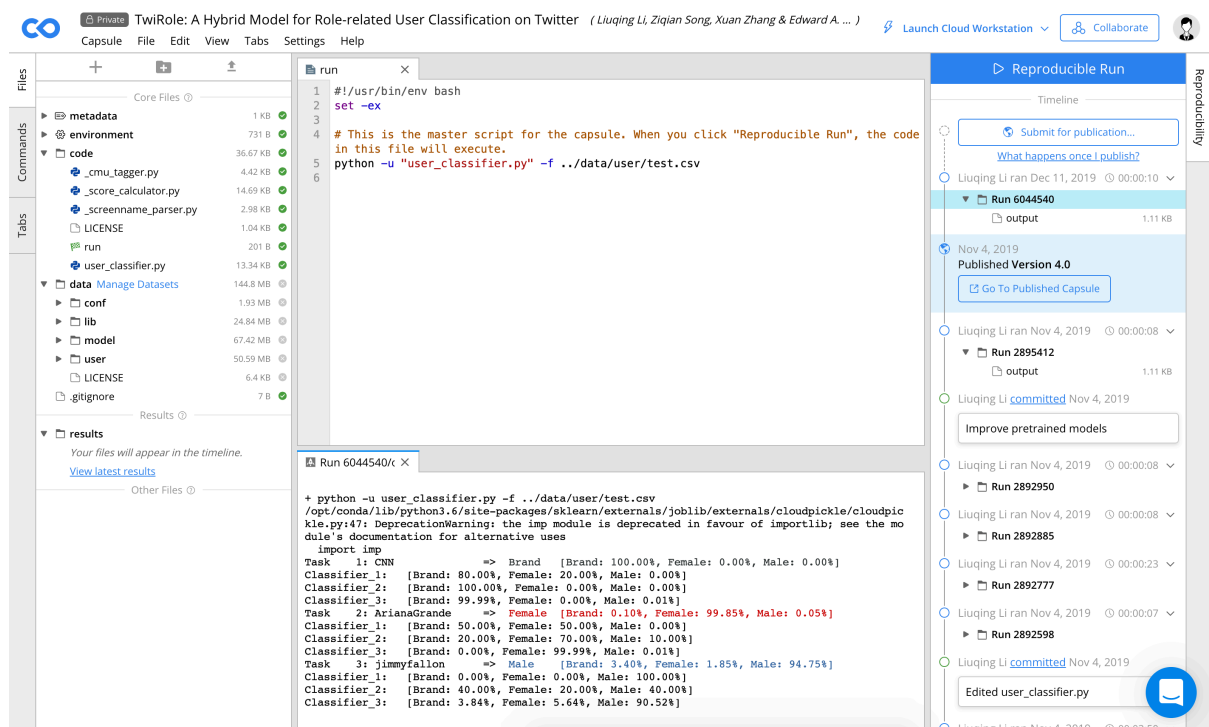 Private TwiRole: A Hybrid Model for Role-related User Classification on Twitter ( Liuqing Li, Ziqian Song, Xuan Zhang & Edward A. ... )
Capsule File Edit View Tabs Settings Help
Launch Cloud Workstation
Collaborate
Files
Commands
Tabs
Core Files
metadata 1 KB
environment 731 B
code 36.67 KB
_cmu_tagger.py 4.42 KB
_score_calculator.py 14.69 KB
_screenname_parser.py 2.98 KB
LICENSE 1.04 KB
run 201 B
user_classifier.py 13.34 KB
data Manage Datasets 144.8 MB
conf 1.93 MB
lib 24.84 MB
model 67.42 MB
user 50.59 MB
LICENSE 6.4 KB
.gitignore 7 B
Results
results
Your files will appear in the timeline.
View latest results
Other Files
run
1 #!/usr/bin/env bash
2 set -ex
3
4 # This is the master script for the capsule. When you click "Reproducible Run", the code
in this file will execute.
5 python -u "user_classifier.py" -f ../data/user/test.csv
6
Run 6044540/
+ python -u user_classifier.py -f ../data/user/test.csv
/opt/conda/lib/python3.6/site-packages/sklearn/externals/joblib/externals/cloudpickle/cloudpic
kle.py:47: DeprecationWarning: the imp module is deprecated in favour of importlib; see the mo
dule's documentation for alternative uses
import imp
Task 1: CNN => Brand [Brand: 100.00%, Female: 0.00%, Male: 0.00%]
Classifier_1: [Brand: 80.00%, Female: 20.00%, Male: 0.00%]
Classifier_2: [Brand: 100.00%, Female: 0.00%, Male: 0.00%]
Classifier_3: [Brand: 99.99%, Female: 0.00%, Male: 0.01%]
Task 2: ArianaGrande => Female [Brand: 0.10%, Female: 99.85%, Male: 0.05%]
Classifier_1: [Brand: 50.00%, Female: 50.00%, Male: 0.00%]
Classifier_2: [Brand: 20.00%, Female: 70.00%, Male: 10.00%]
Classifier_3: [Brand: 0.00%, Female: 99.99%, Male: 0.01%]
Task 3: jimmyfallon => Male [Brand: 3.40%, Female: 1.85%, Male: 94.75%]
Classifier_1: [Brand: 0.00%, Female: 0.00%, Male: 100.00%]
Classifier_2: [Brand: 40.00%, Female: 20.00%, Male: 40.00%]
Classifier_3: [Brand: 3.84%, Female: 5.64%, Male: 90.52%]
Reproducible Run
Reproducibility
Timeline
Submit for publication...
What happens once I publish?
Liuqing Li ran Dec 11, 2019 00:00:10
Run 6044540
output 1.11 KB
Nov 4, 2019
Published Version 4.0
Go To Published Capsule
Liuqing Li ran Nov 4, 2019 00:00:08
Run 2895412
output 1.11 KB
Liuqing Li committed Nov 4, 2019
Improve pretrained models
Liuqing Li ran Nov 4, 2019 00:00:08
Run 2892950
Liuqing Li ran Nov 4, 2019 00:00:08
Run 2892885
Liuqing Li ran Nov 4, 2019 00:00:23
Run 2892777
Liuqing Li ran Nov 4, 2019 00:00:07
Run 2892598
Liuqing Li committed Nov 4, 2019
Edited user_classifier.py